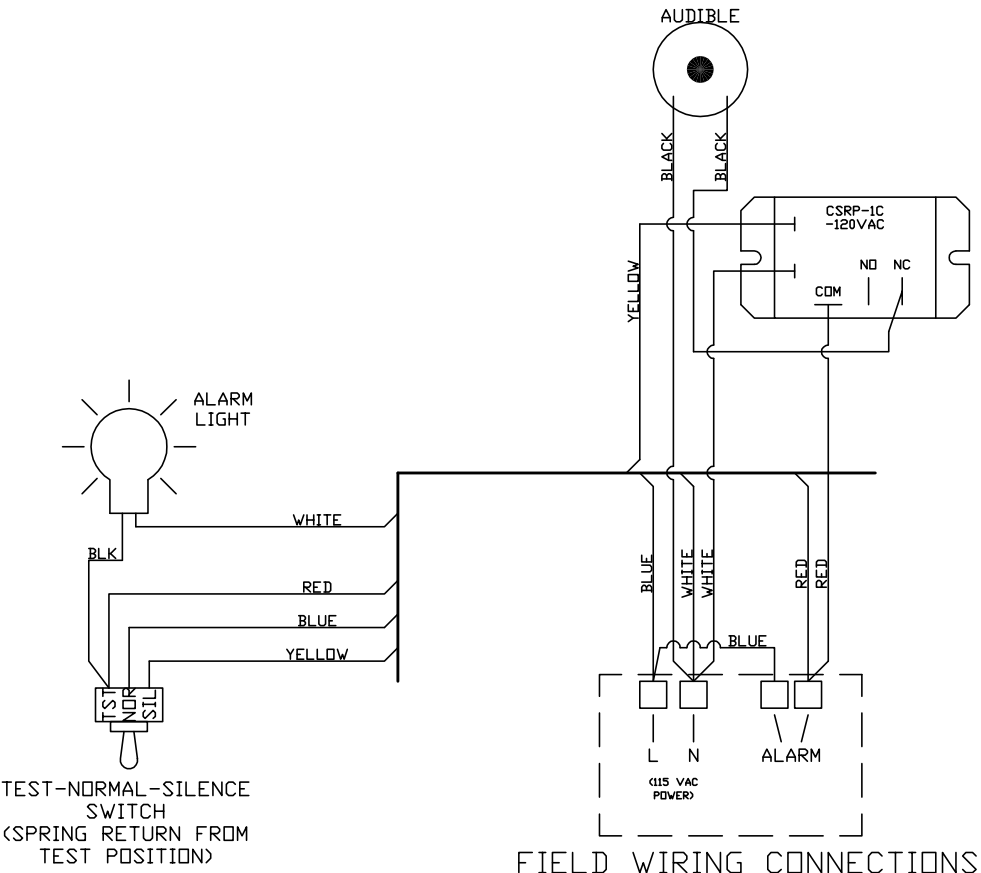 AUDIBLE
BLACK
BLACK
CSRP-1C
-120VAC
NO
NC
COM
YELLOW
ALARM
LIGHT
WHITE
BLK
RED
BLUE
YELLOW
TST
NOR
SIL
TEST-NORMAL-SILENCE
SWITCH
(SPRING RETURN FROM
TEST POSITION)
BLUE
WHITE
WHITE
RED
RED
BLUE
L
N
ALARM
(115 VAC
POWER)
FIELD WIRING CONNECTIONS